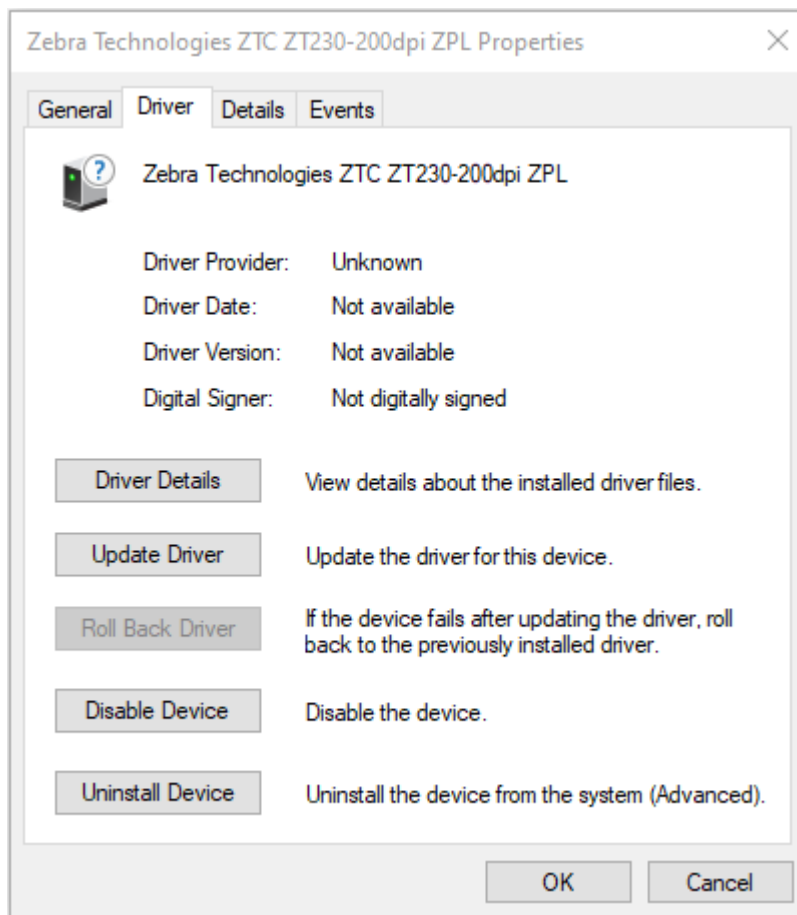 Zebra Technologies ZTC ZT230-200dpi ZPL Properties
General Driver Details Events
Zebra Technologies ZTC ZT230-200dpi ZPL
Driver Provider: Unknown
Driver Date: Not available
Driver Version: Not available
Digital Signer: Not digitally signed
Driver Details View details about the installed driver files.
Update Driver Update the driver for this device.
Roll Back Driver If the device fails after updating the driver, roll
back to the previously installed driver.
Disable Device Disable the device.
Uninstall Device Uninstall the device from the system (Advanced).
OK Cancel